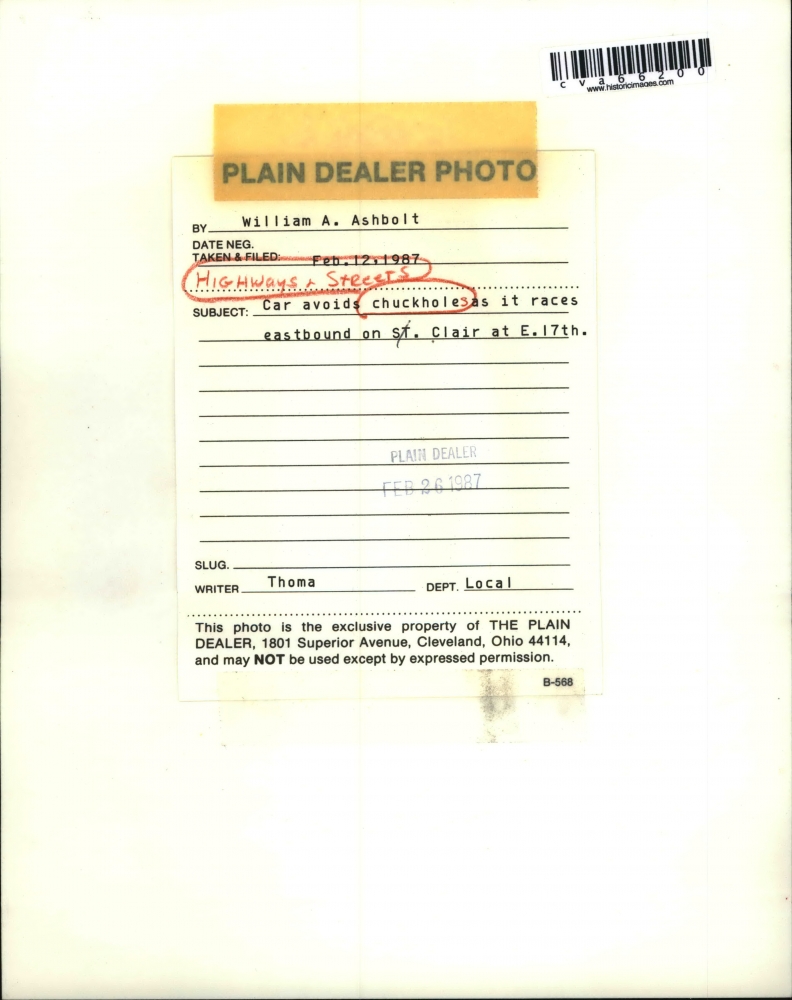 cva66200
www.historicimages.com
PLAIN DEALER PHOTO
BY William A. Ashbolt
DATE NEG.
TAKEN & FILED: Feb. 12, 1987
HIGHWAYS & STREETS
SUBJECT: Car avoids chuckholes as it races
eastbound on St. Clair at E.17th.
PLAIN DEALER
FEB 26 1987
SLUG.
WRITER Thoma DEPT. Local
This photo is the exclusive property of THE PLAIN
DEALER, 1801 Superior Avenue, Cleveland, Ohio 44114,
and may NOT be used except by expressed permission.
B-568